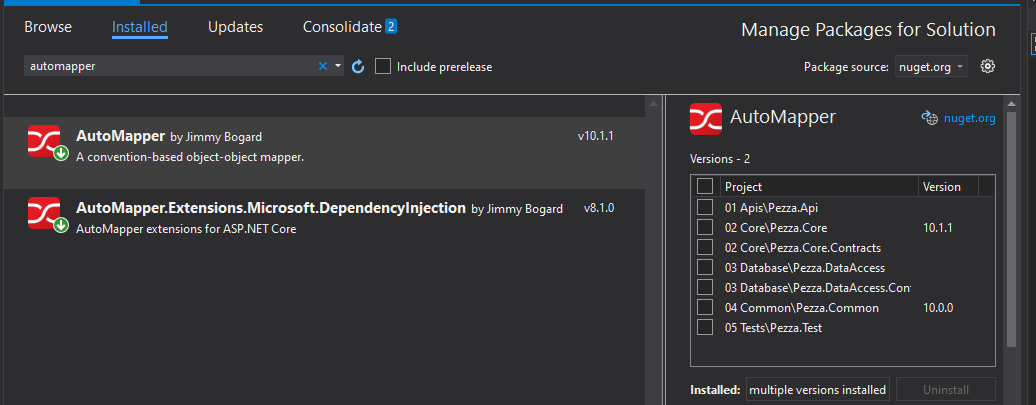 Browse Installed Updates Consolidate 2 Manage Packages for Solution
automapper Include prerelease Package source: nuget.org
AutoMapper by Jimmy Bogard v10.1.1
A convention-based object-object mapper.
AutoMapper.Extensions.Microsoft.DependencyInjection by Jimmy Bogard v8.1.0
AutoMapper extensions for ASP.NET Core
AutoMapper nuget.org
Versions - 2
Project Version
01 Apis\Pezza.Api
02 Core\Pezza.Core 10.1.1
02 Core\Pezza.Core.Contracts
03 Database\Pezza.DataAccess
03 Database\Pezza.DataAccess.Con
04 Common\Pezza.Common 10.0.0
05 Tests\Pezza.Test
Installed: multiple versions installed Uninstall